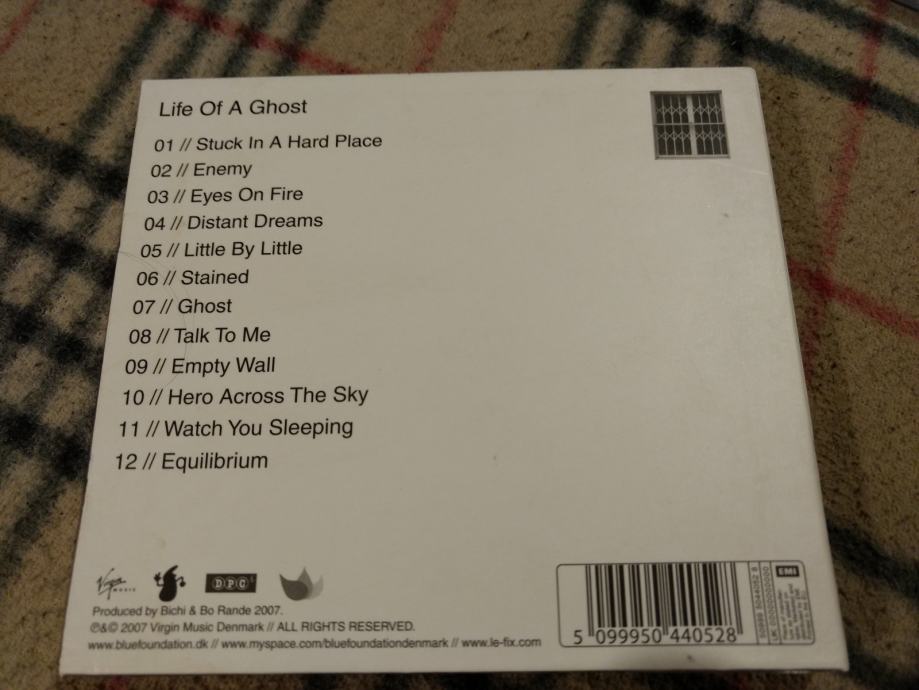 Life Of A Ghost
01 // Stuck In A Hard Place
02 // Enemy
03 // Eyes On Fire
04 // Distant Dreams
05 // Little By Little
06 // Stained
07 // Ghost
08 // Talk To Me
09 // Empty Wall
10 // Hero Across The Sky
11 // Watch You Sleeping
12 // Equilibrium
Virgin MUSIC
DPC
Produced by Bichi & Bo Rande 2007.
℗&© 2007 Virgin Music Denmark // ALL RIGHTS RESERVED.
www.bluefoundation.dk // www.myspace.com/bluefoundationdenmark // www.le-fix.com
5 099950 440528
EMI